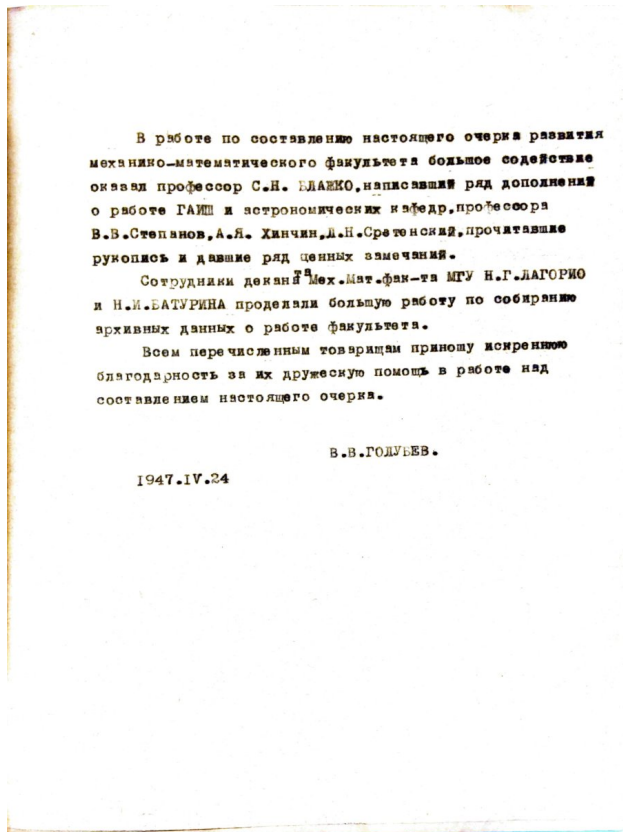 В работе по составлению настоящего очерка развития
механико-математического факультета большое содействие
оказал профессор С.Н. БЛАЖКО,написавший ряд дополнений
о работе ГАИШ и астрономических кафедр,профессора
В.В.Степанов,А.Я. Хинчин,Л.Н.Сретенский,прочитавшие
рукопись и давшие ряд ценных замечаний.
Сотрудники деканата Мех.Мат.фак-та МГУ Н.Г.ЛАГОРИО
и Н.И.БАТУРИНА проделали большую работу по собиранию
архивных данных о работе факультета.
Всем перечисленным товарищам приношу искреннюю
благодарность за их дружескую помощь в работе над
составлением настоящего очерка.
В.В.ГОЛУБЕВ.
1947.IV.24